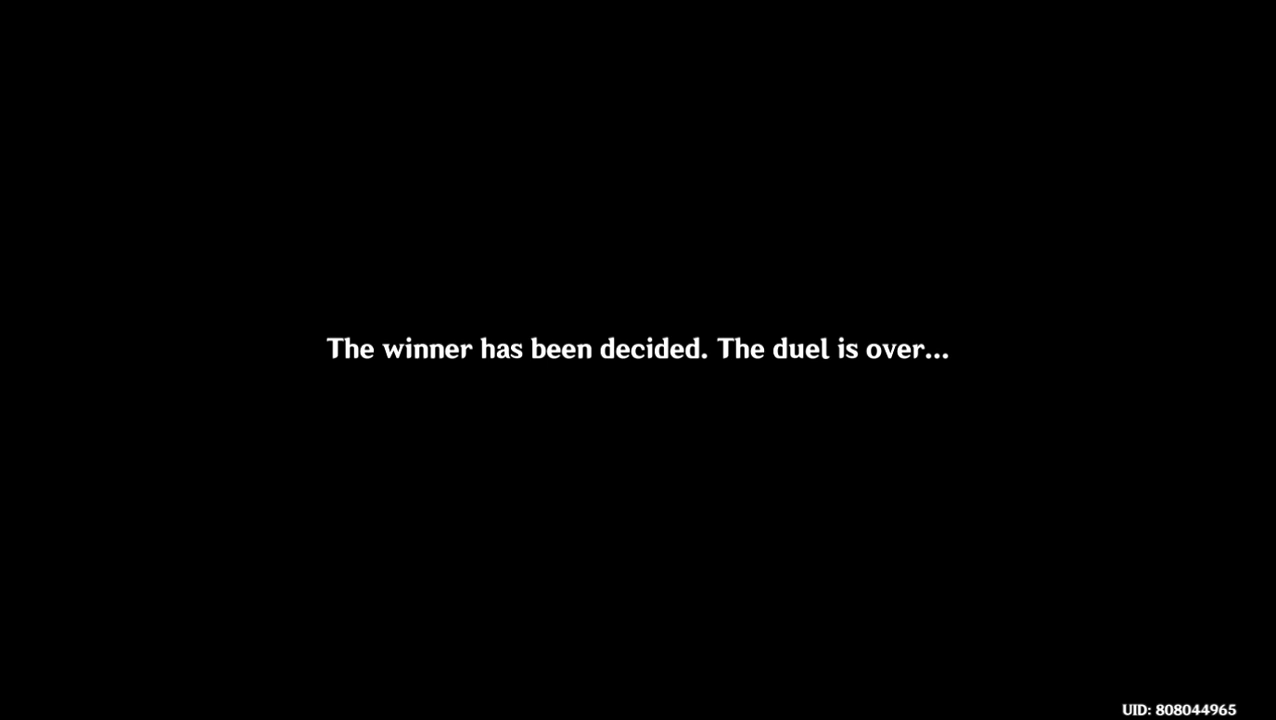 The winner has been decided. The duel is over...
UID: 808044965